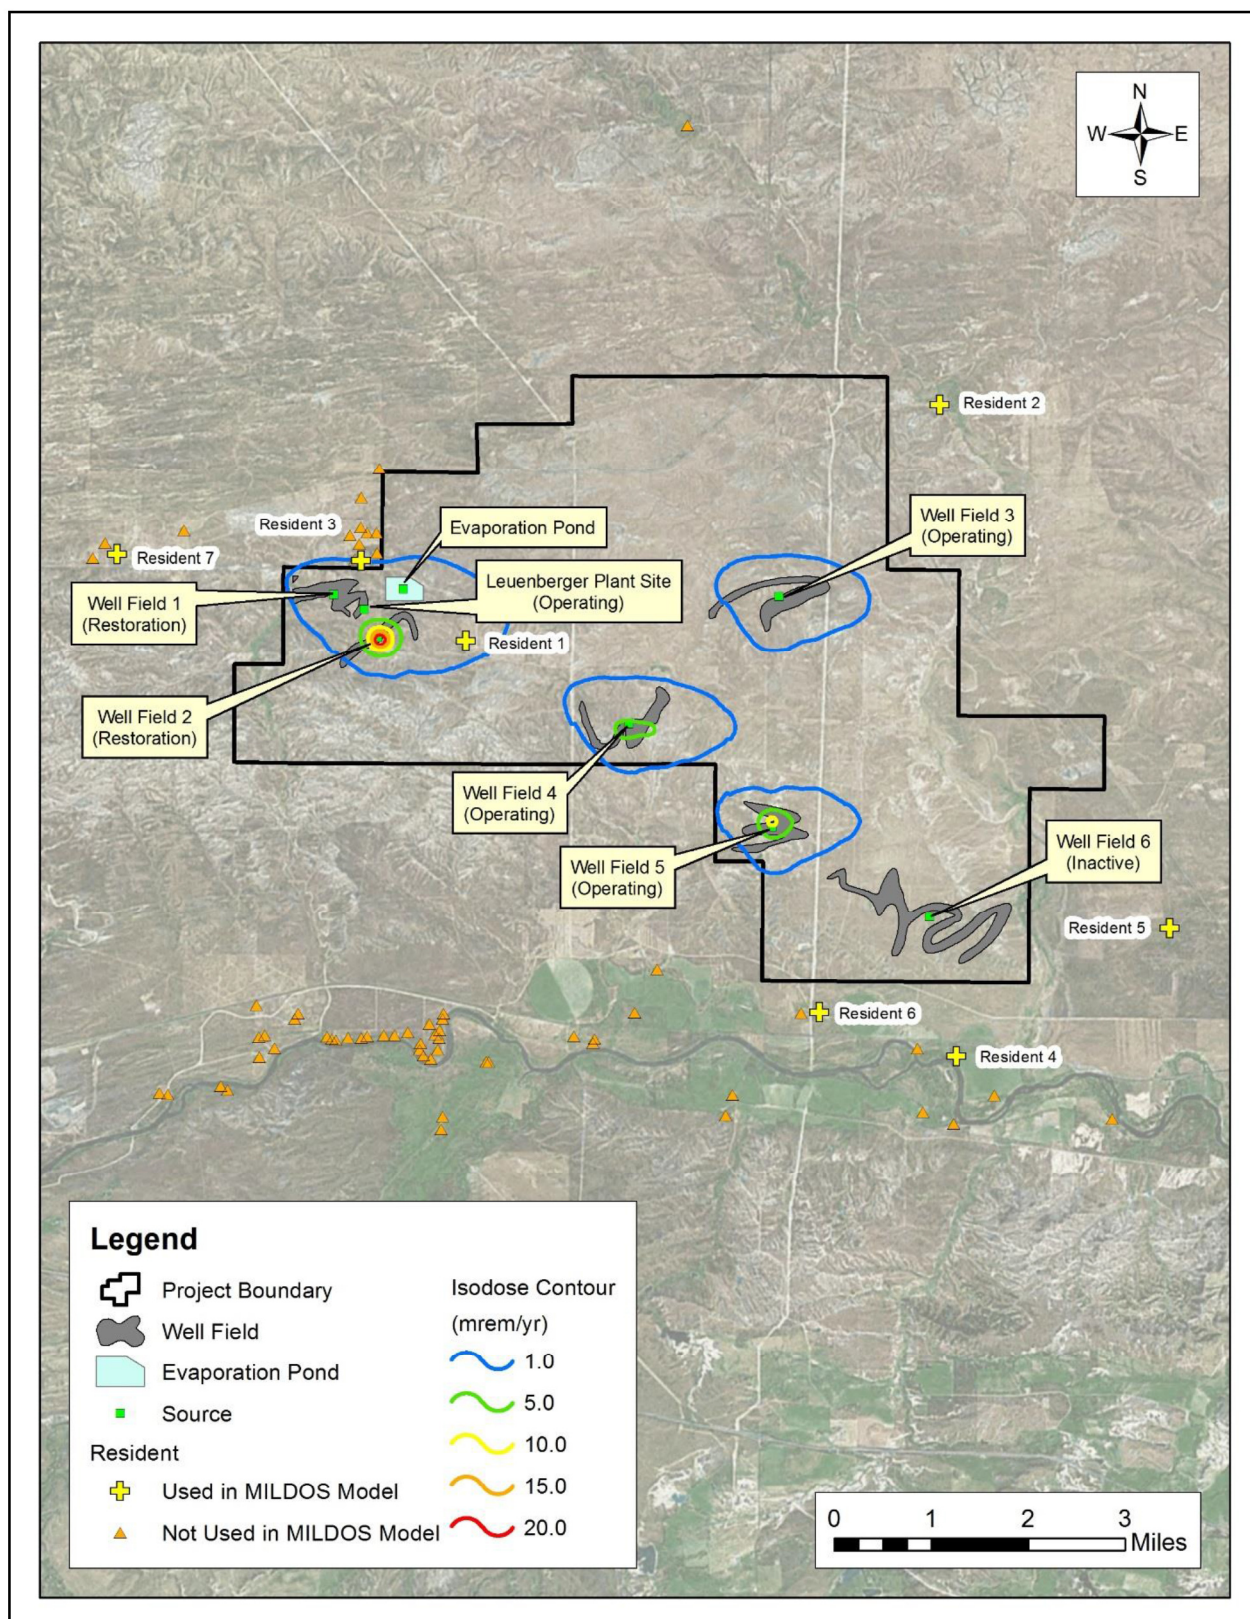 N
W E
S
Resident 2
Resident 3
Evaporation Pond
Well Field 3
(Operating)
Resident 7
Leuenberger Plant Site
(Operating)
Well Field 1
(Restoration)
Resident 1
Well Field 2
(Restoration)
Well Field 4
(Operating)
Well Field 5
(Operating)
Well Field 6
(Inactive)
Resident 5
Resident 6
Resident 4
Legend
Project Boundary
Well Field
Evaporation Pond
Source
Resident
Used in MILDOS Model
Not Used in MILDOS Model
Isodose Contour
(mrem/yr)
1.0
5.0
10.0
15.0
20.0
0 1 2 3
Miles